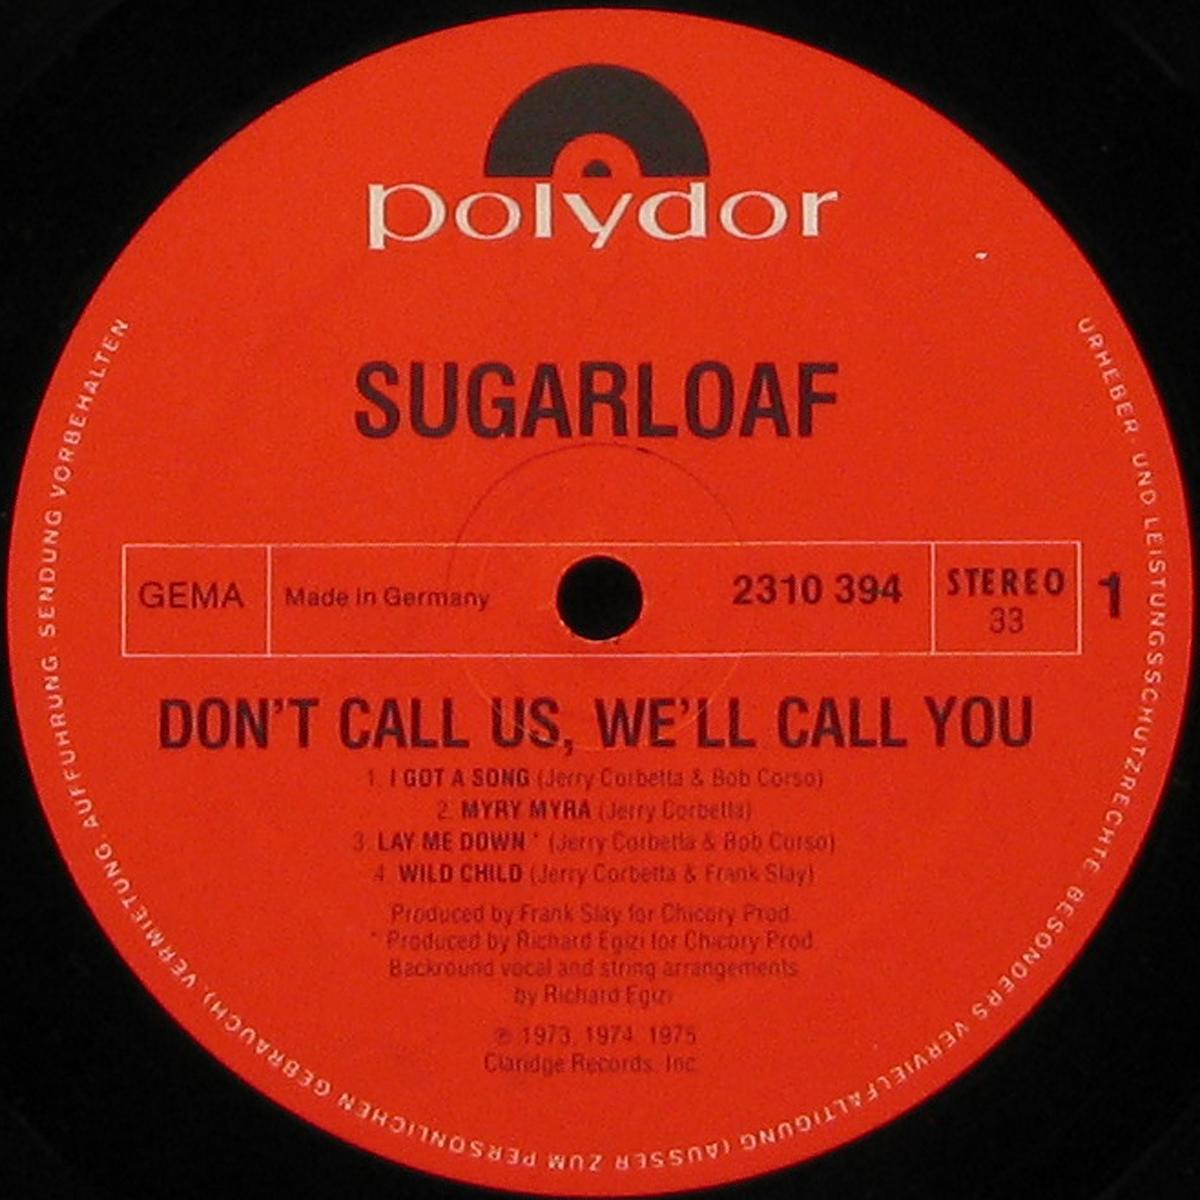 polydor
SUGARLOAF
GEMA
Made in Germany
2310 394
STEREO
33
1
DON'T CALL US, WE'LL CALL YOU
1. I GOT A SONG (Jerry Corbetta & Bob Corso)
2. MYRY MYRA (Jerry Corbetta)
3. LAY ME DOWN * (Jerry Corbetta & Bob Corso)
4. WILD CHILD (Jerry Corbetta & Frank Slay)
Produced by Frank Slay for Chicory Prod.
* Produced by Richard Egizi for Chicory Prod.
Backround vocal and string arrangements
by Richard Egizi
℗ 1973, 1974, 1975
Claridge Records, Inc.
URHEBER- UND LEISTUNGSSCHUTZRECHTE, BESONDERS VERVIELFÄLTIGUNG (AUSSER ZUM PERSÖNLICHEN GEBRAUCH), VERMIETUNG, AUFFÜHRUNG, SENDUNG VORBEHALTEN